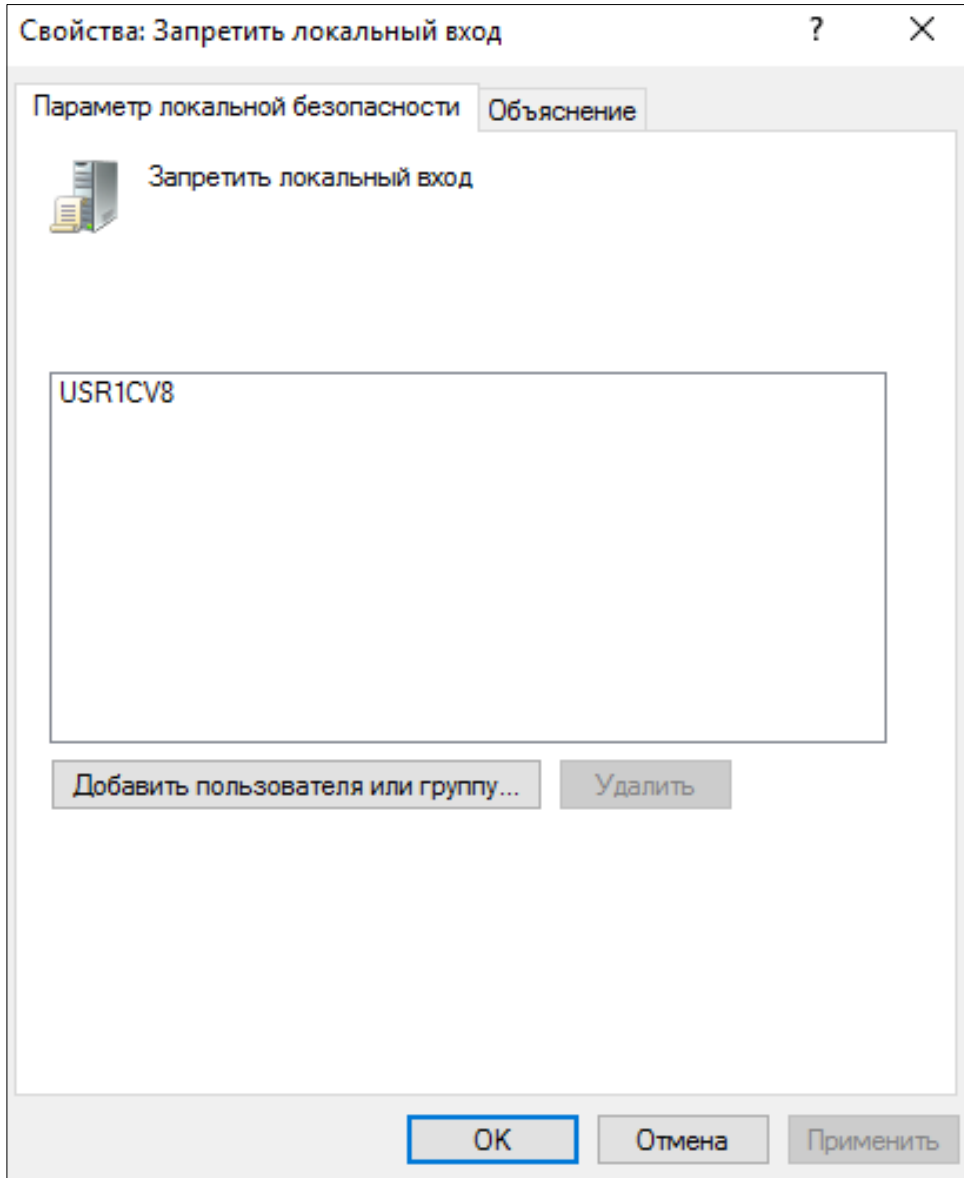 Свойства: Запретить локальный вход
?
Параметр локальной безопасности
Объяснение
Запретить локальный вход
USR1CV8
Добавить пользователя или группу...
Удалить
OK
Отмена
Применить